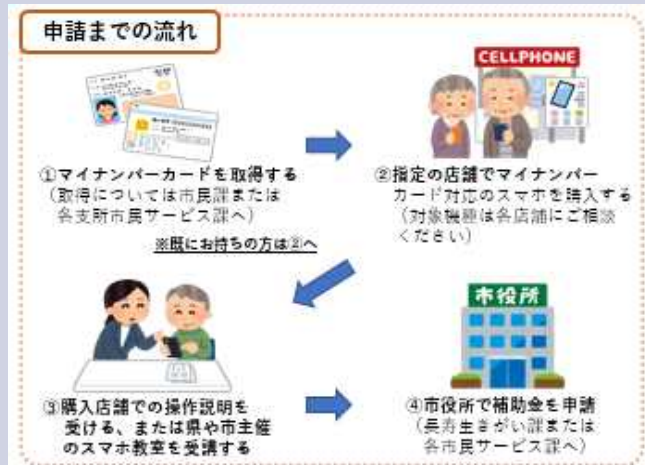 申請までの流れ
CELLPHONE
①マイナンバーカードを取得する
(取得については市民課または
各支所市民サービス課へ)
※既にお持ちの方は②へ
②指定の店舗でマイナンバー
カード対応のスマホを購入する
(対象機種は各店舗にご相談
ください)
③購入店舗での操作説明を
受ける、または県や市主催
のスマホ教室を受講する
市役所
④市役所で補助金を申請
(長寿生きがい課または
各市民サービス課へ)